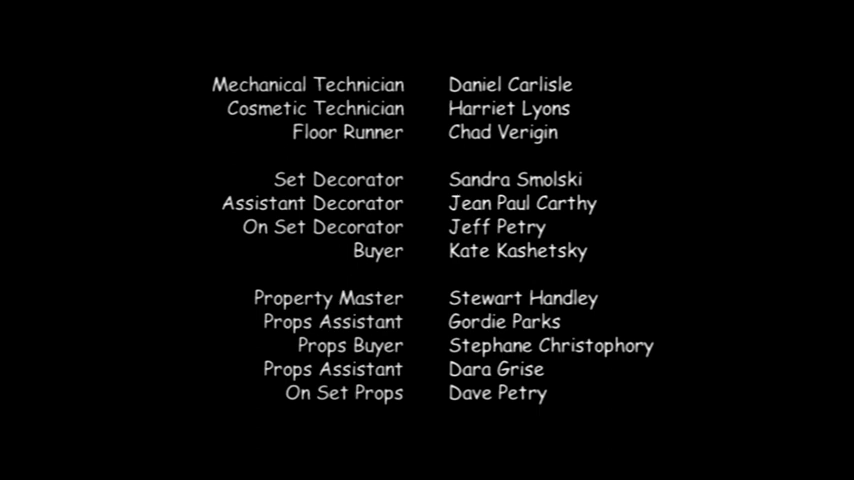 Mechanical Technician Daniel Carlisle
Cosmetic Technician Harriet Lyons
Floor Runner Chad Verigin
Set Decorator Sandra Smolski
Assistant Decorator Jean Paul Carthy
On Set Decorator Jeff Petry
Buyer Kate Kashetsky
Property Master Stewart Handley
Props Assistant Gordie Parks
Props Buyer Stephane Christophory
Props Assistant Dara Grise
On Set Props Dave Petry